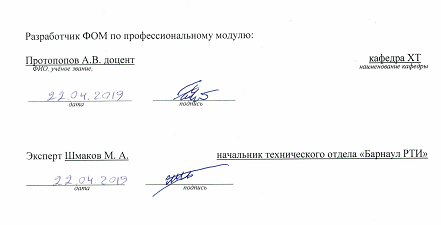 Разработчик ФОМ по профессиональному модулю:
Протопопов А.В. доцент кафедра ХТ
ФИО, учёное звание. наименование кафедры
22.04.2019
дата подпись
Эксперт Шмаков М. А. начальник технического отдела «Барнаул РТИ»
22.04.2019
дата подпись